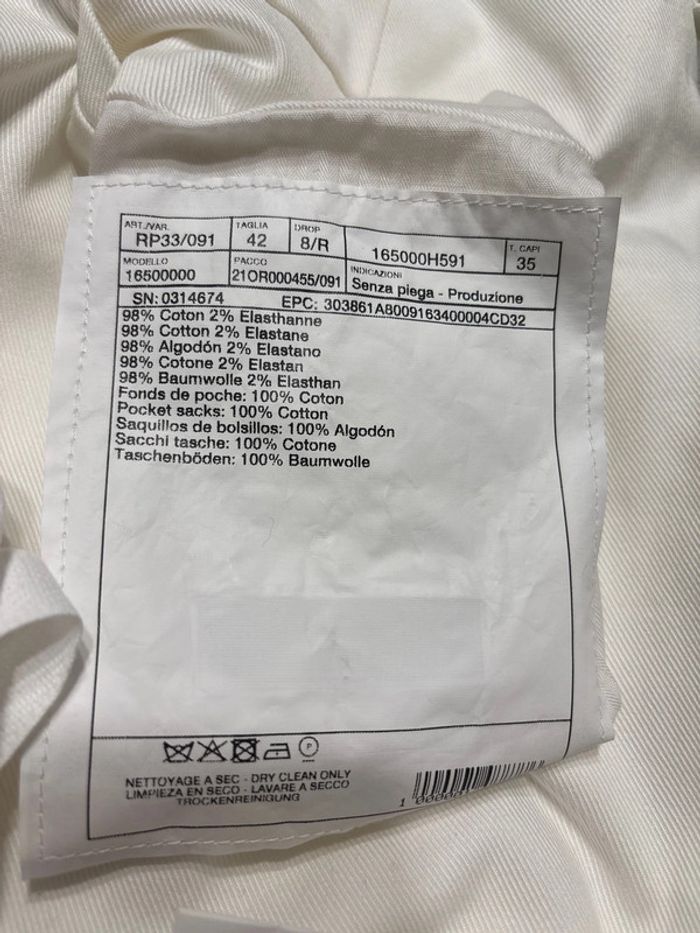 ART./VAR. TAGLIA DROP T. CAPI
RP33/091 42 8/R 165000H591 35
MODELLO PACCO INDICAZIONI
16500000 21OR000455/091 Senza piega - Produzione
SN: 0314674 EPC: 303861A8009163400004CD32
98% Coton 2% Elasthanne
98% Cotton 2% Elastane
98% Algodón 2% Elastano
98% Cotone 2% Elastan
98% Baumwolle 2% Elasthan
Fonds de poche: 100% Coton
Pocket sacks: 100% Cotton
Saquillos de bolsillos: 100% Algodón
Sacchi tasche: 100% Cotone
Taschenböden: 100% Baumwolle
P
NETTOYAGE A SEC - DRY CLEAN ONLY
LIMPIEZA EN SECO - LAVARE A SECCO
TROCKENREINIGUNG